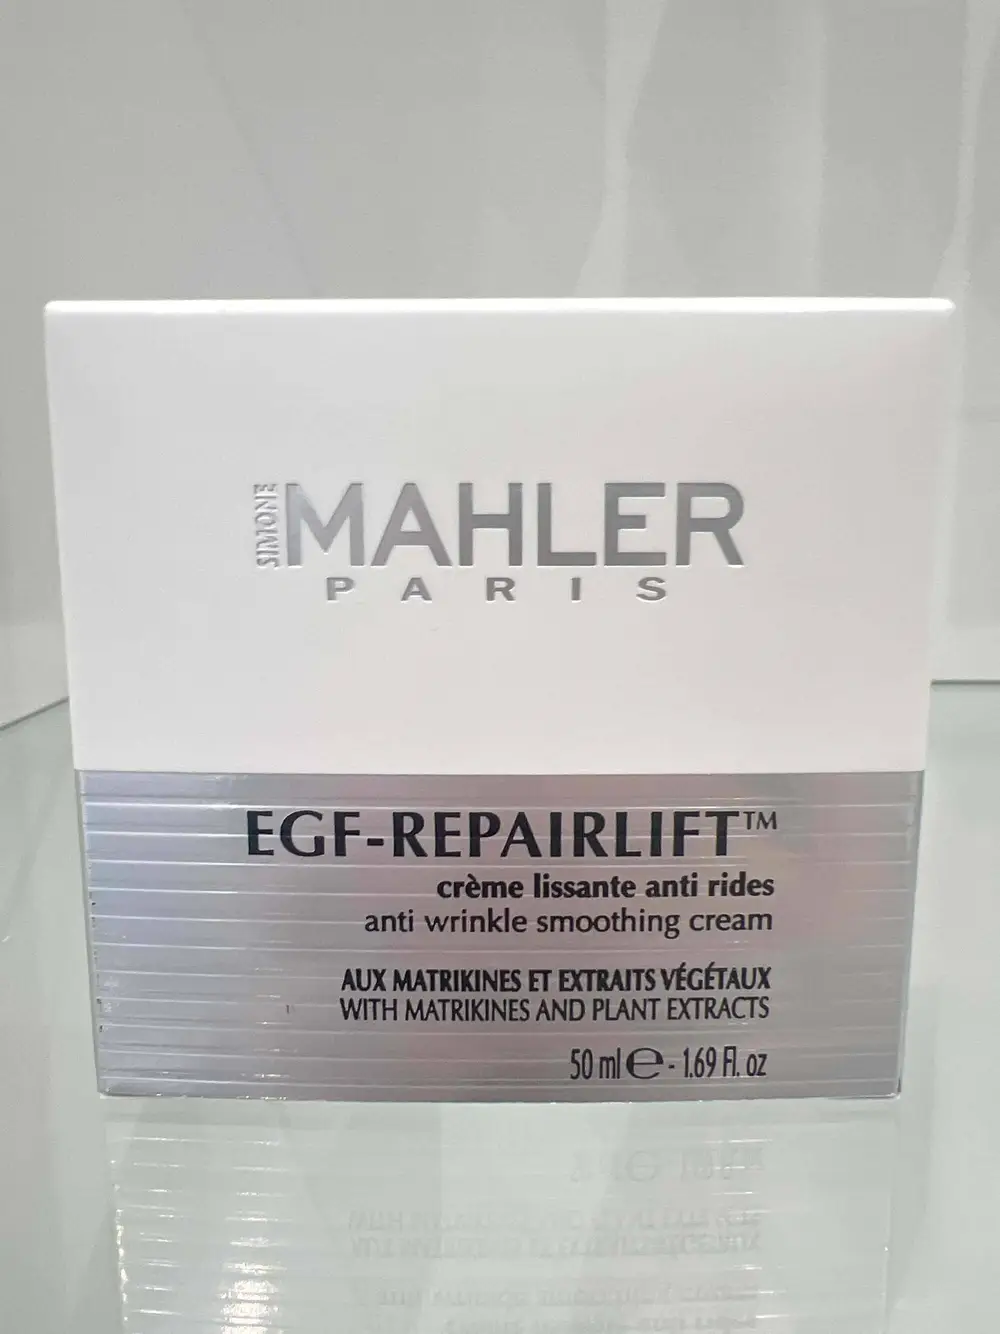 SIMONE MAHLER
PARIS
EGF-REPAIRLIFT™
crème lissante anti rides
anti wrinkle smoothing cream
AUX MATRIKINES ET EXTRAITS VÉGÉTAUX
WITH MATRIKINES AND PLANT EXTRACTS
50 ml ℮ - 1.69 Fl. oz